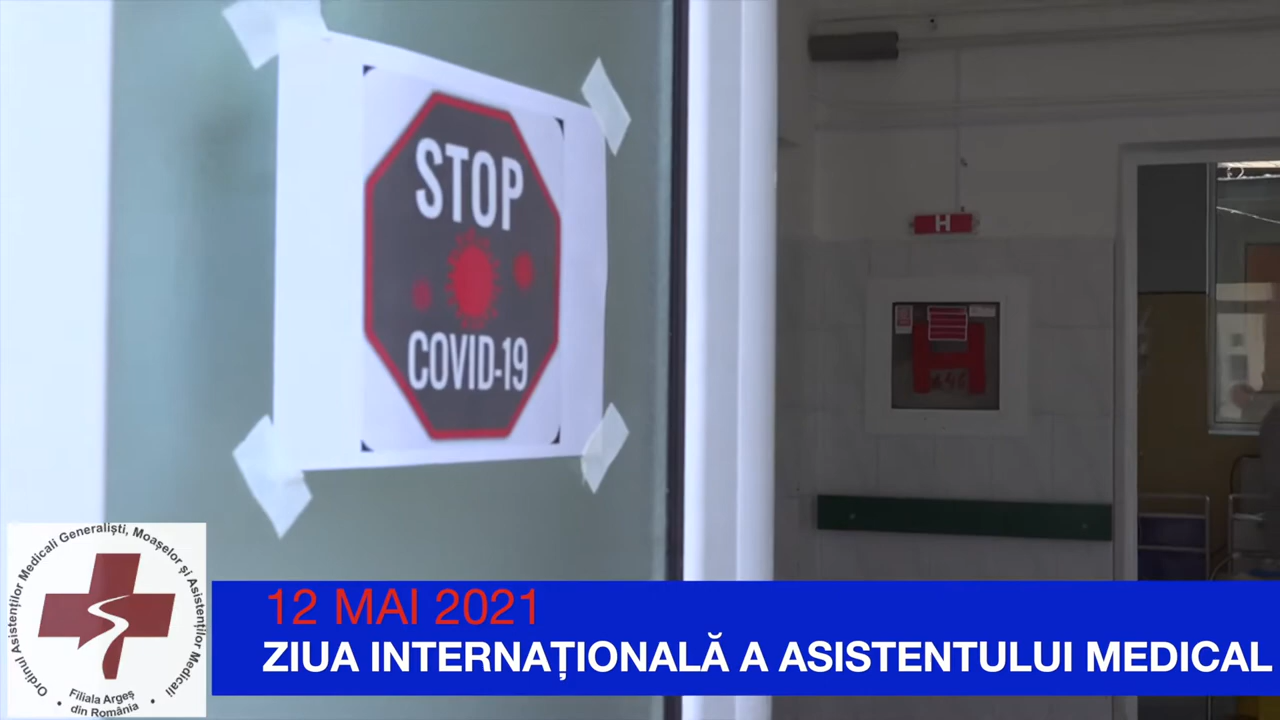 STOP
COVID-19
H
H
12 MAI 2021
ZIUA INTERNAȚIONALĂ A ASISTENTULUI MEDICAL
Ordinul Asistenților Medicali Generaliști, Moașelor și Asistenților Medicali
• Filiala Argeș •
din România